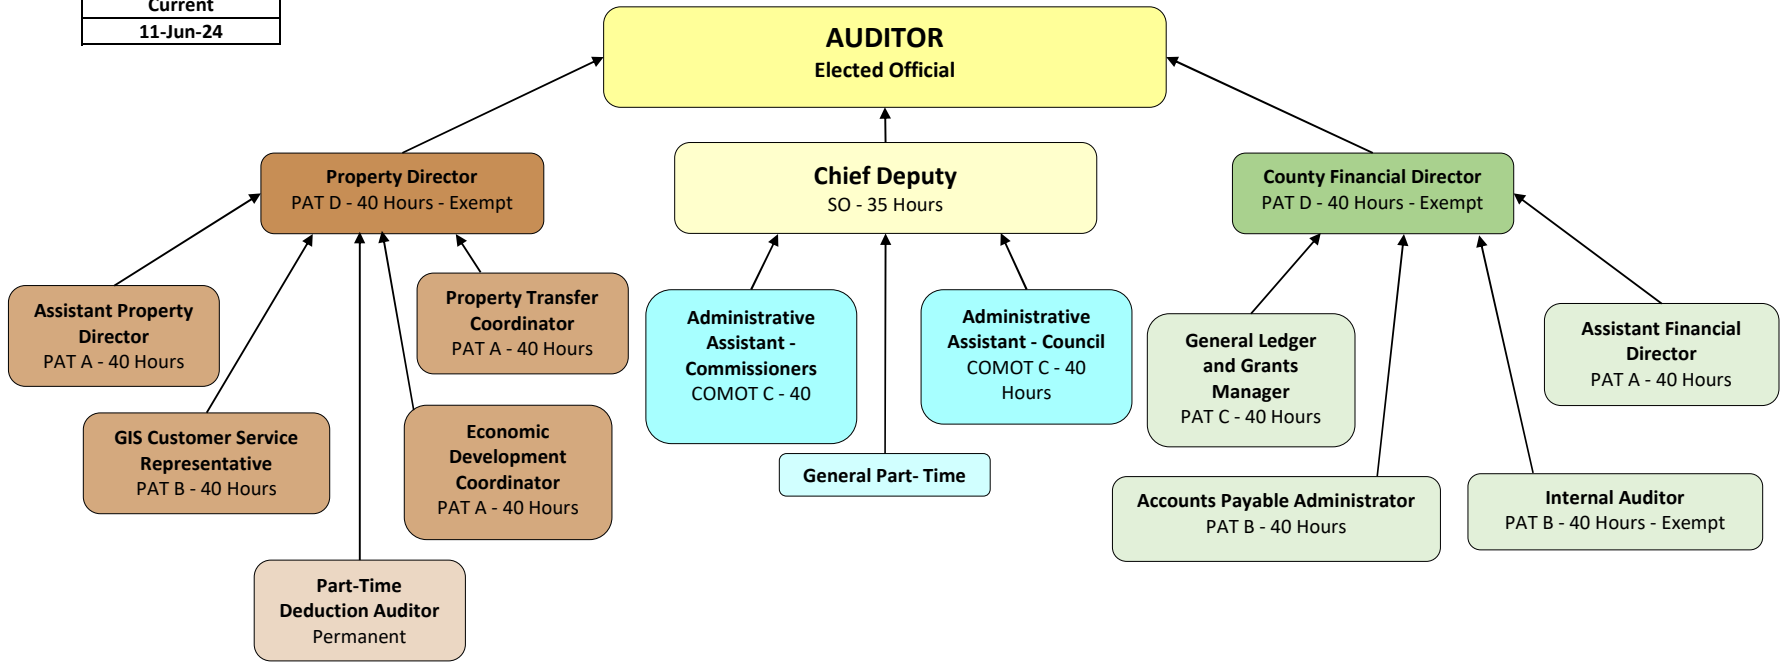 Current
11-Jun-24
AUDITOR
Elected Official
Property Director
PAT D - 40 Hours - Exempt
Chief Deputy
SO - 35 Hours
County Financial Director
PAT D - 40 Hours - Exempt
Assistant Property
Director
PAT A - 40 Hours
Property Transfer
Coordinator
PAT A - 40 Hours
Administrative
Assistant -
Commissioners
COMOT C - 40
Administrative
Assistant - Council
COMOT C - 40
Hours
General Ledger
and Grants
Manager
PAT C - 40 Hours
Assistant Financial
Director
PAT A - 40 Hours
GIS Customer Service
Representative
PAT B - 40 Hours
Economic
Development
Coordinator
PAT A - 40 Hours
General Part- Time
Accounts Payable Administrator
PAT B - 40 Hours
Internal Auditor
PAT B - 40 Hours - Exempt
Part-Time
Deduction Auditor
Permanent